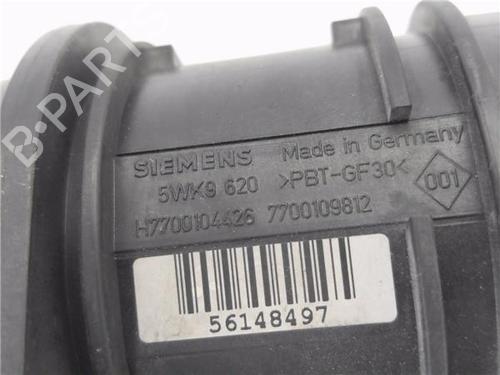 B-PARTS
SIEMENS Made in Germany
5WK9 620 >PBT-GF30< 001
H7700104426 7700109812
56148497